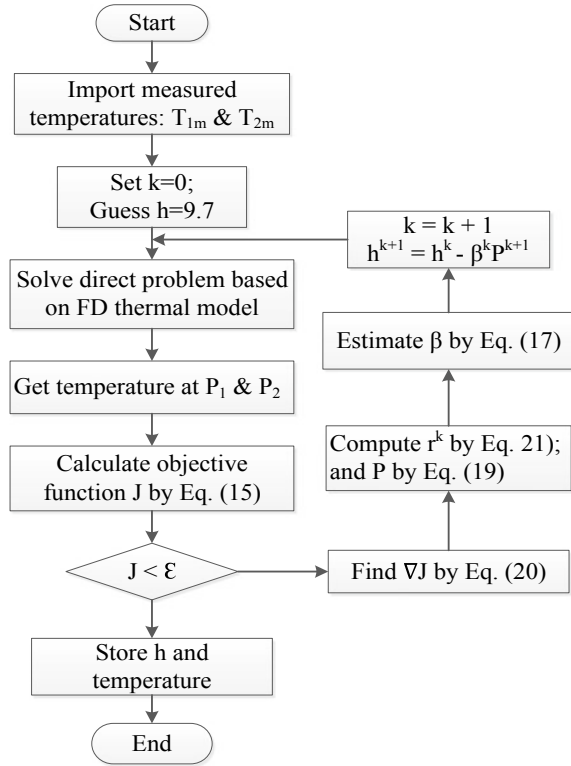 Start
Import measured
temperatures: T₁ₘ & T₂ₘ
Set k=0;
Guess h=9.7
Solve direct problem based
on FD thermal model
Get temperature at P₁ & P₂
Calculate objective
function J by Eq. (15)
J < Ɛ
Store h and
temperature
End
Find ∇J by Eq. (20)
Compute rᵏ by Eq. 21);
and P by Eq. (19)
Estimate β by Eq. (17)
k = k + 1
hᵏ⁺¹ = hᵏ - βᵏPᵏ⁺¹